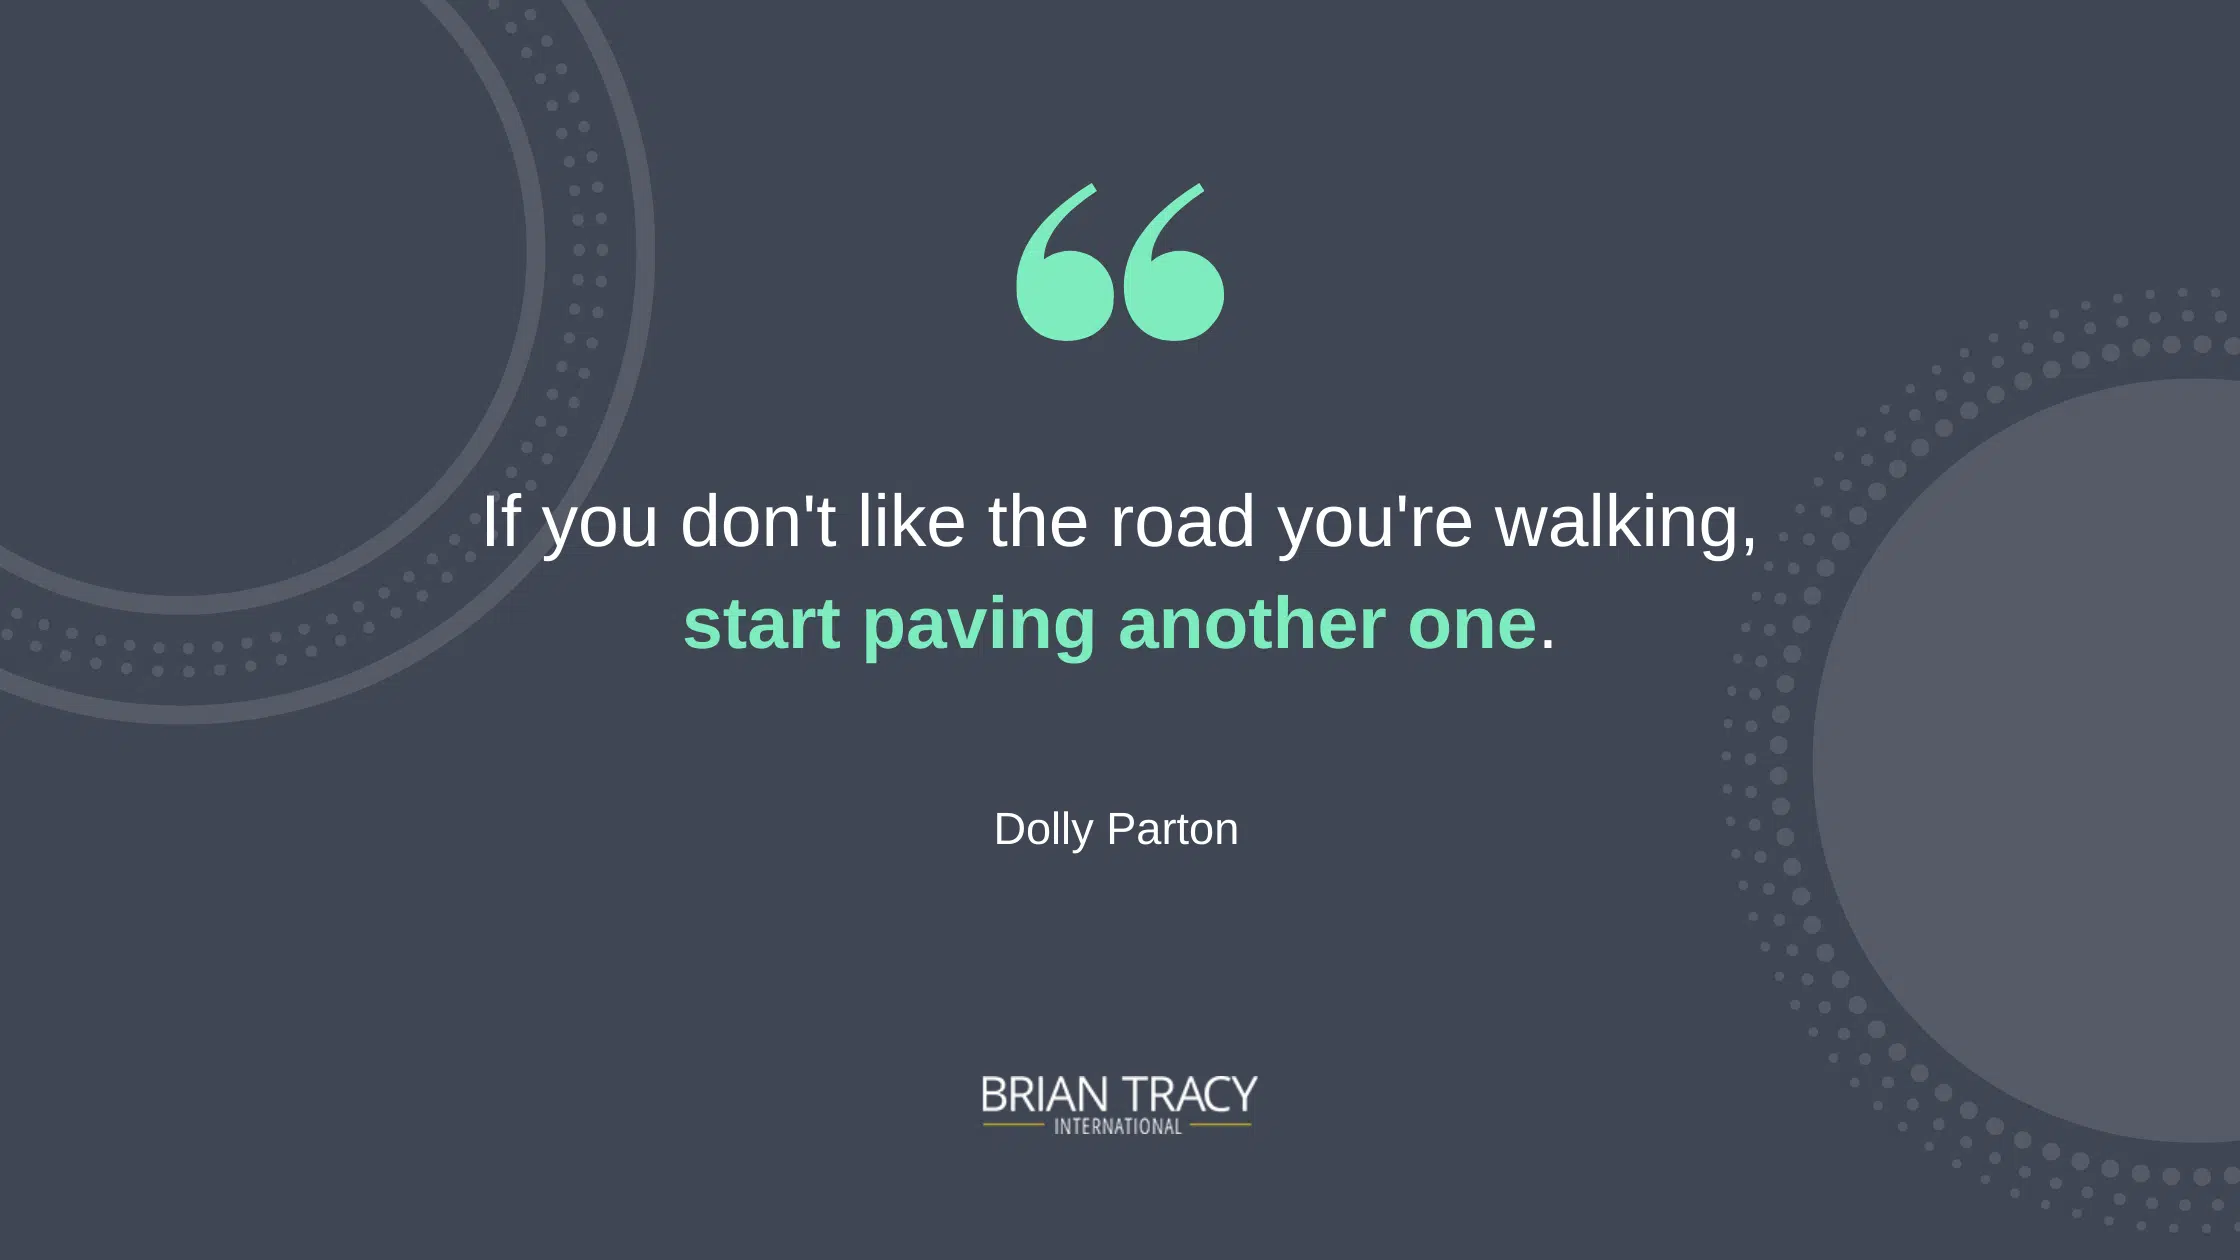 If you don't like the road you're walking,
start paving another one.
Dolly Parton
BRIAN TRACY
INTERNATIONAL